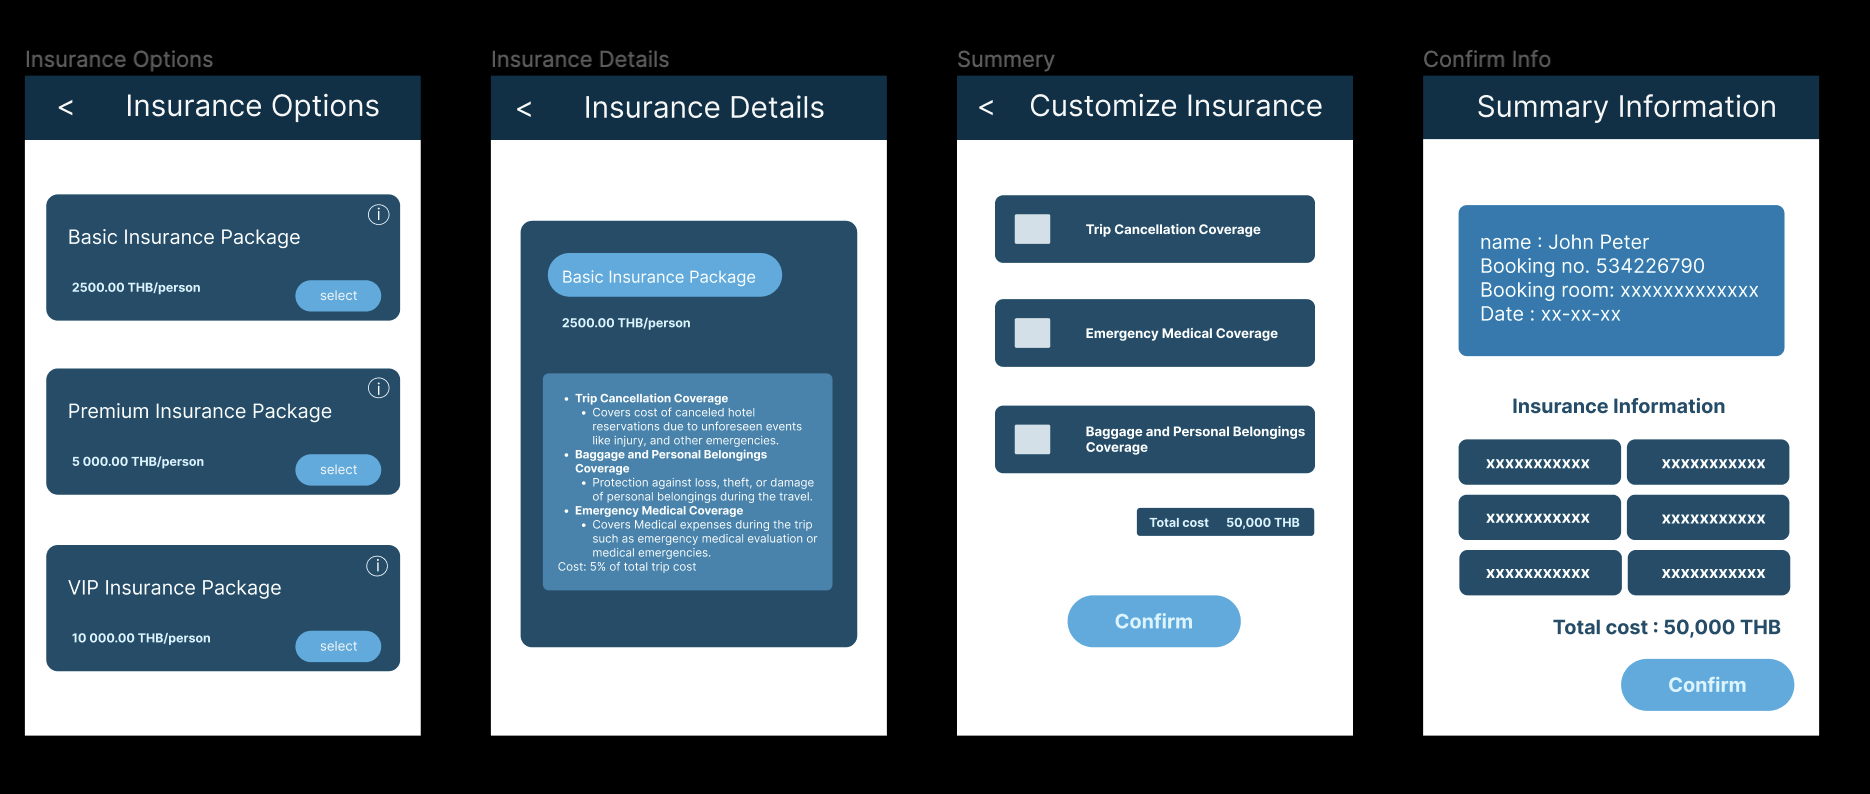 Insurance Options
< Insurance Options
Basic Insurance Package
2500.00 THB/person
select
Premium Insurance Package
5 000.00 THB/person
select
VIP Insurance Package
10 000.00 THB/person
select
Insurance Details
< Insurance Details
Basic Insurance Package
2500.00 THB/person
• Trip Cancellation Coverage
• Covers cost of canceled hotel
reservations due to unforeseen events
like injury, and other emergencies.
• Baggage and Personal Belongings
Coverage
• Protection against loss, theft, or damage
of personal belongings during the travel.
• Emergency Medical Coverage
• Covers Medical expenses during the trip
such as emergency medical evaluation or
medical emergencies.
Cost: 5% of total trip cost
Summery
< Customize Insurance
Trip Cancellation Coverage
Emergency Medical Coverage
Baggage and Personal Belongings
Coverage
Total cost 50,000 THB
Confirm
Confirm Info
Summary Information
name : John Peter
Booking no. 534226790
Booking room: xxxxxxxxxxxxx
Date : xx-xx-xx
Insurance Information
xxxxxxxxxxx xxxxxxxxxxx
xxxxxxxxxxx xxxxxxxxxxx
xxxxxxxxxxx xxxxxxxxxxx
Total cost : 50,000 THB
Confirm